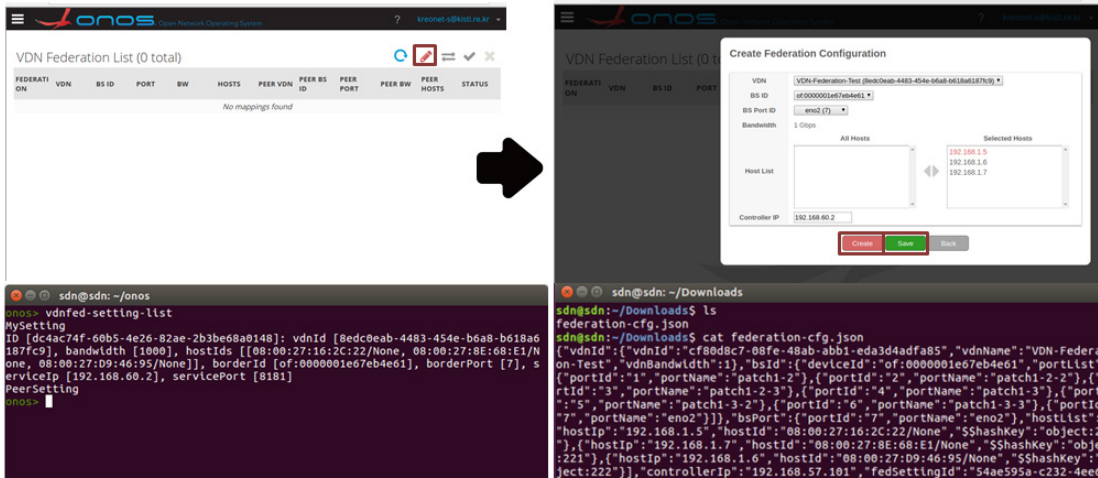 onos Open Network Operating System
? kreonet-s@kisti.re.kr
VDN Federation List (0 total)
FEDERATI ON VDN BS ID PORT BW HOSTS PEER VDN PEER BS ID PEER PORT PEER BW PEER HOSTS STATUS
No mappings found
onos
? kreonet-s@kisti.re.kr
VDN Federation List (0 t
FEDERATI ON VDN BS ID PORT
Create Federation Configuration
VDN VDN-Federation-Test (8edc0eab-4483-454e-b6a8-b618a6187fc9)
BS ID of:0000001e67eb4e61
BS Port ID eno2 (7)
Bandwidth 1 Gbps
All Hosts Selected Hosts
Host List
192.168.1.5
192.168.1.6
192.168.1.7
Controller IP 192.168.60.2
Create Save Back
sdn@sdn: ~/onos
onos> vdnfed-setting-list
MySetting
ID [dc4ac74f-60b5-4e26-82ae-2b3be68a0148]: vdnId [8edc0eab-4483-454e-b6a8-b618a6
187fc9], bandwidth [1000], hostIds [[08:00:27:16:2C:22/None, 08:00:27:8E:68:E1/N
one, 08:00:27:D9:46:95/None]], borderId [of:0000001e67eb4e61], borderPort [7], s
erviceIp [192.168.60.2], servicePort [8181]
PeerSetting
onos>
sdn@sdn: ~/Downloads
sdn@sdn:~/Downloads$ ls
federation-cfg.json
sdn@sdn:~/Downloads$ cat federation-cfg.json
{"vdnId":{"vdnId":"cf80d8c7-08fe-48ab-abb1-eda3d4adfa85","vdnName":"VDN-Federa
on-Test","vdnBandwidth":1},"bsId":{"deviceId":"of:0000001e67eb4e61","portList"
{"portId":"1","portName":"patch1-2"},{"portId":"2","portName":"patch1-2-2"},{"
rtId":"3","portName":"patch1-2-3"},{"portId":"4","portName":"patch1-3"},{"port
":"5","portName":"patch1-3-2"},{"portId":"6","portName":"patch1-3-3"},{"portId
"7","portName":"eno2"}]},"bsPort":{"portId":"7","portName":"eno2"},"hostList":
"hostIp":"192.168.1.5","hostId":"08:00:27:16:2C:22/None","$$hashKey":"object:2
"},{"hostIp":"192.168.1.7","hostId":"08:00:27:8E:68:E1/None","$$hashKey":"obje
:221"},{"hostIp":"192.168.1.6","hostId":"08:00:27:D9:46:95/None","$$hashKey":"
ject:222"}],"controllerIp":"192.168.57.101","fedSettingId":"54ae595a-c232-4ee6